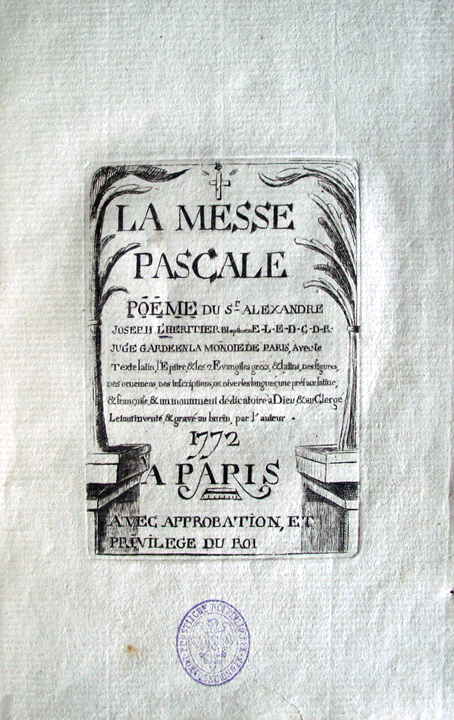 LA MESSE
PASCALE
POËME DU Sr. ALEXANDRE
JOSEPH L'HERITIER E-L-E-D-C-D-R-
JUGE GARDE EN LA MOÑOIE DE PARIS, Avec le
Texte latin, l'Epitre & les 2 Evangiles grecs, & latins, des figures,
des ornemens, des inscriptions, en diverses langues, une préface latine,
& françoise, & un monument dédicatoire à Dieu & au Clergé
Le tout inventé, & gravé au burin, par l'auteur.
1772
À PARIS
AVEC APPROBATION, ET
PRIVILEGE DU ROI